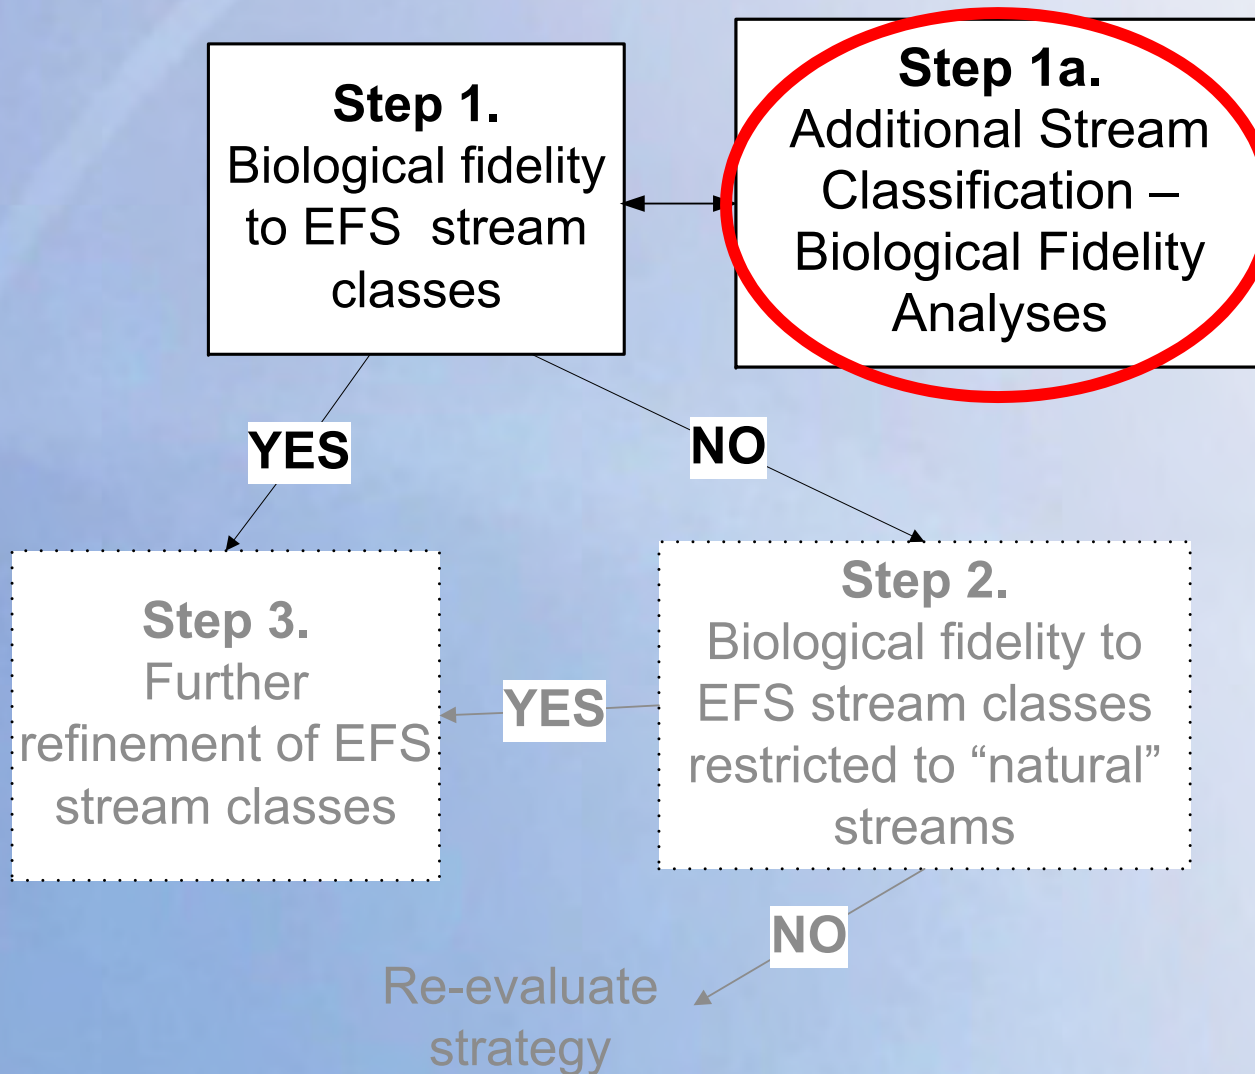 Step 1.
Biological fidelity
to EFS stream
classes
Step 1a.
Additional Stream
Classification –
Biological Fidelity
Analyses
YES
NO
Step 3.
Further
refinement of EFS
stream classes
YES
Step 2.
Biological fidelity to
EFS stream classes
restricted to “natural”
streams
NO
Re-evaluate
strategy